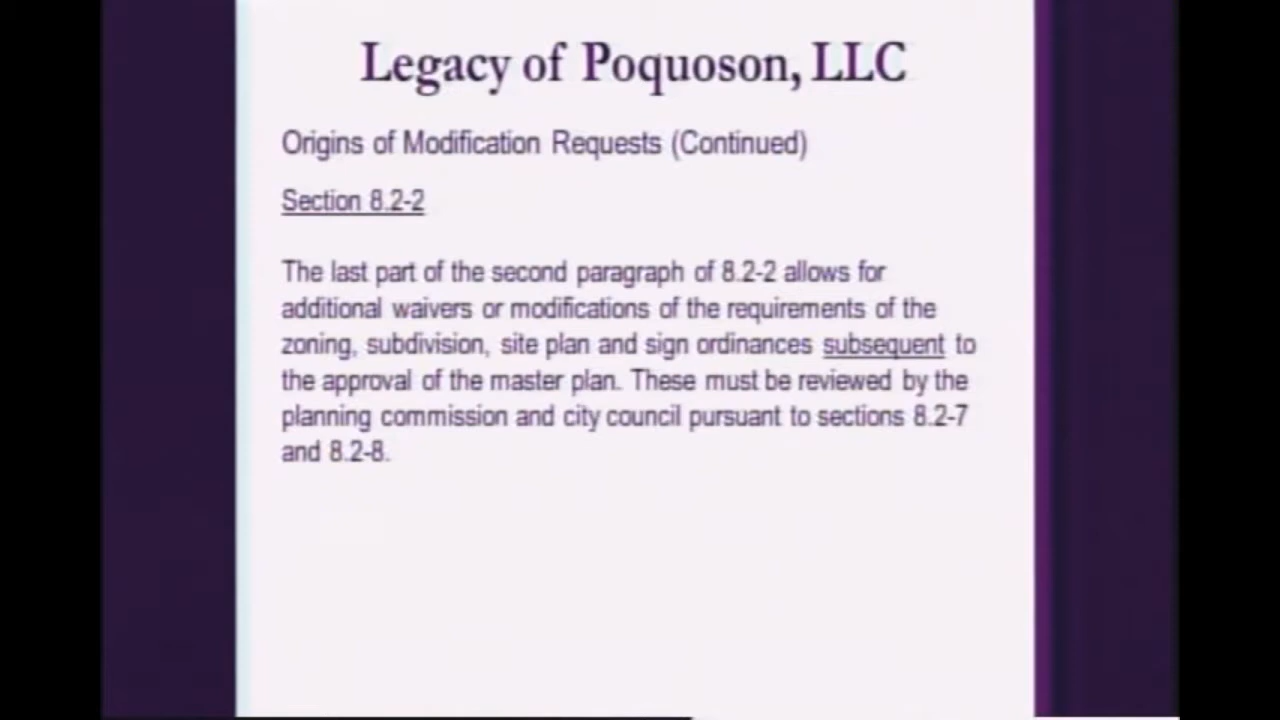 Legacy of Poquoson, LLC
Origins of Modification Requests (Continued)
Section 8.2-2
The last part of the second paragraph of 8.2-2 allows for
additional waivers or modifications of the requirements of the
zoning, subdivision, site plan and sign ordinances subsequent to
the approval of the master plan. These must be reviewed by the
planning commission and city council pursuant to sections 8.2-7
and 8.2-8.